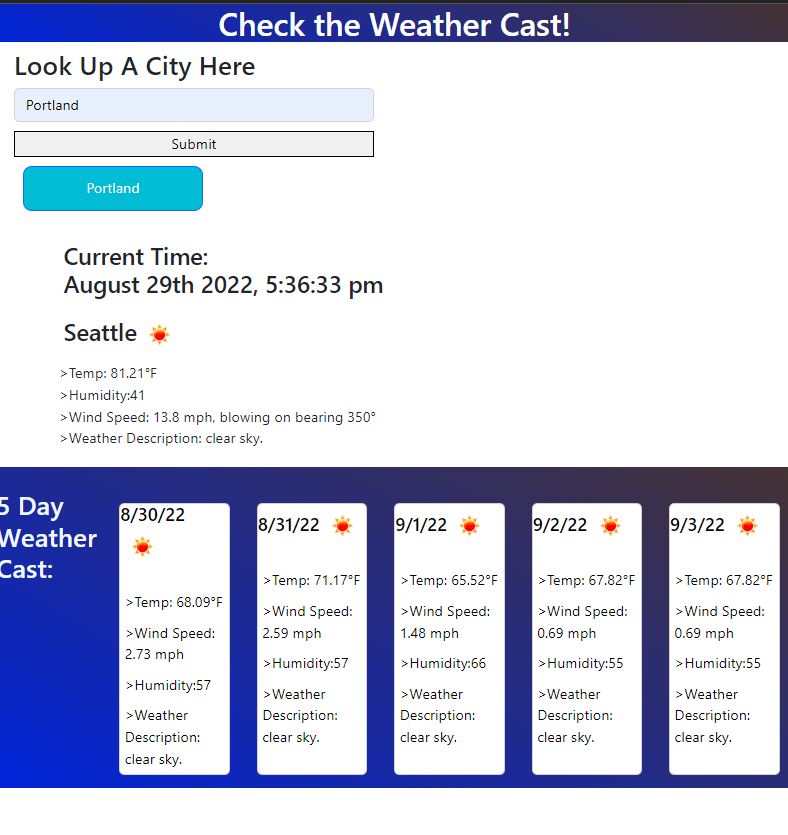 Check the Weather Cast!
Look Up A City Here
Portland
Submit
Portland
Current Time:
August 29th 2022, 5:36:33 pm
Seattle
>Temp: 81.21°F
>Humidity:41
>Wind Speed: 13.8 mph, blowing on bearing 350°
>Weather Description: clear sky.
5 Day
Weather
Cast:
8/30/22
>Temp: 68.09°F
>Wind Speed:
2.73 mph
>Humidity:57
>Weather
Description:
clear sky.
8/31/22
>Temp: 71.17°F
>Wind Speed:
2.59 mph
>Humidity:57
>Weather
Description:
clear sky.
9/1/22
>Temp: 65.52°F
>Wind Speed:
1.48 mph
>Humidity:66
>Weather
Description:
clear sky.
9/2/22
>Temp: 67.82°F
>Wind Speed:
0.69 mph
>Humidity:55
>Weather
Description:
clear sky.
9/3/22
>Temp: 67.82°F
>Wind Speed:
0.69 mph
>Humidity:55
>Weather
Description:
clear sky.